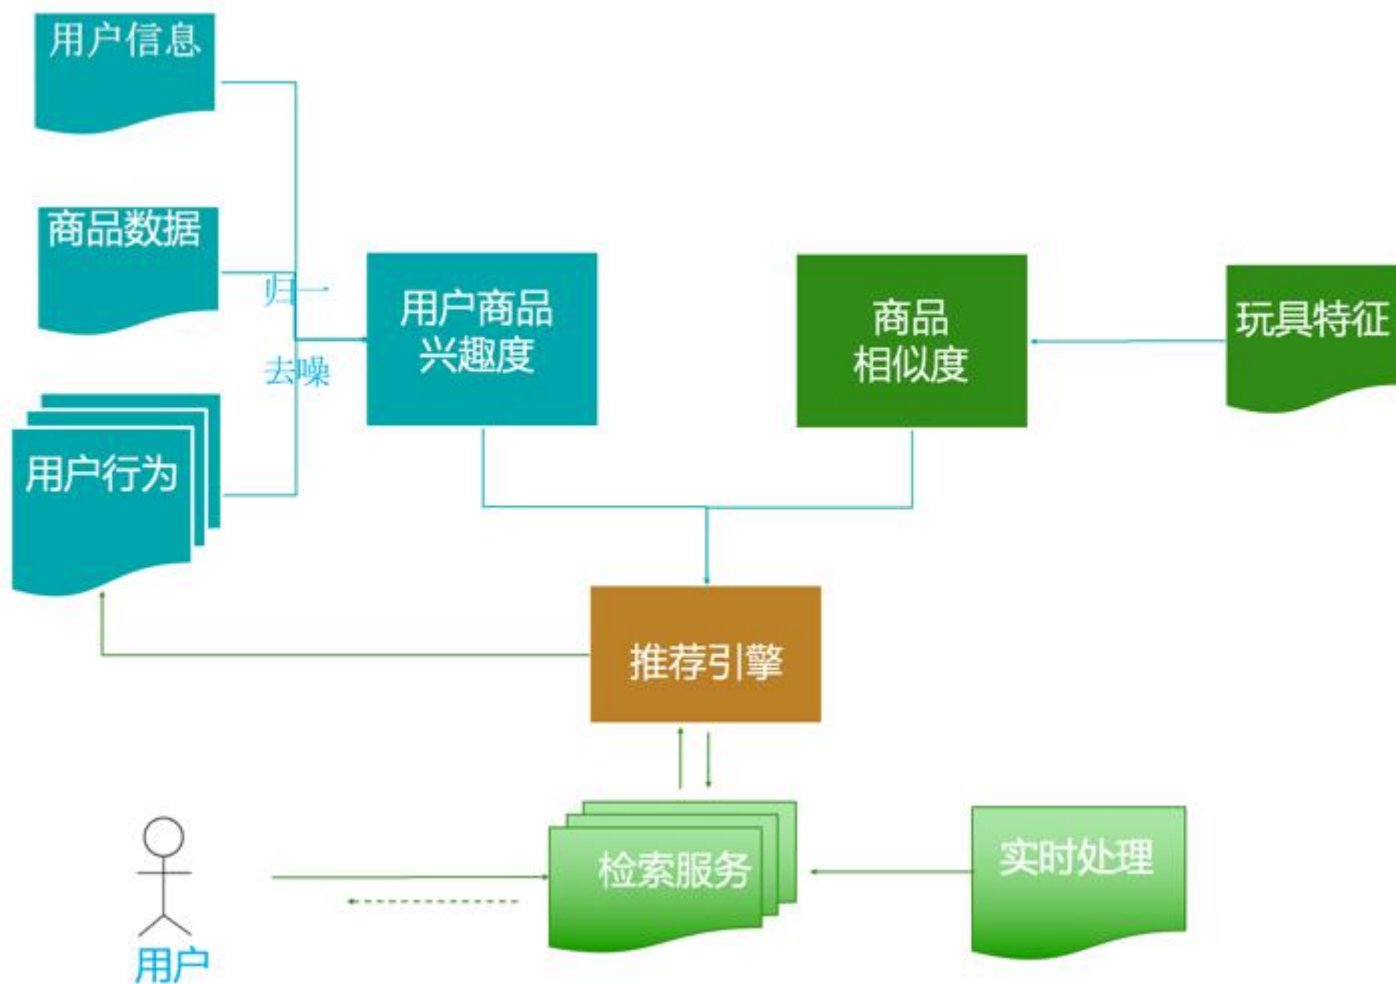 用户信息
商品数据
归一
去噪
用户行为
用户商品
兴趣度
商品
相似度
玩具特征
推荐引擎
检索服务
实时处理
用户